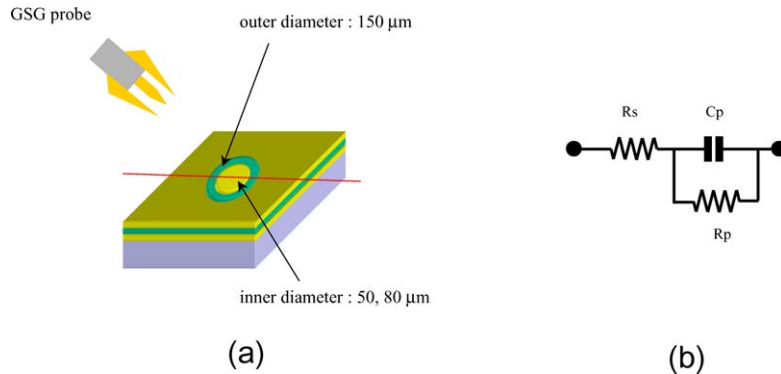 GSG probe
outer diameter : 150 μm
inner diameter : 50, 80 μm
(a)
Rs
Cp
Rp
(b)